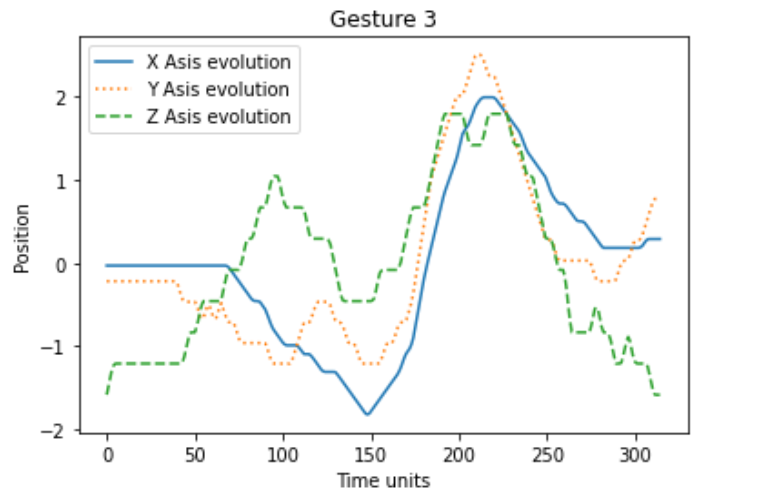 Gesture 3
X Asis evolution
Y Asis evolution
Z Asis evolution
Position
2
1
0
−1
−2
0 50 100 150 200 250 300
Time units